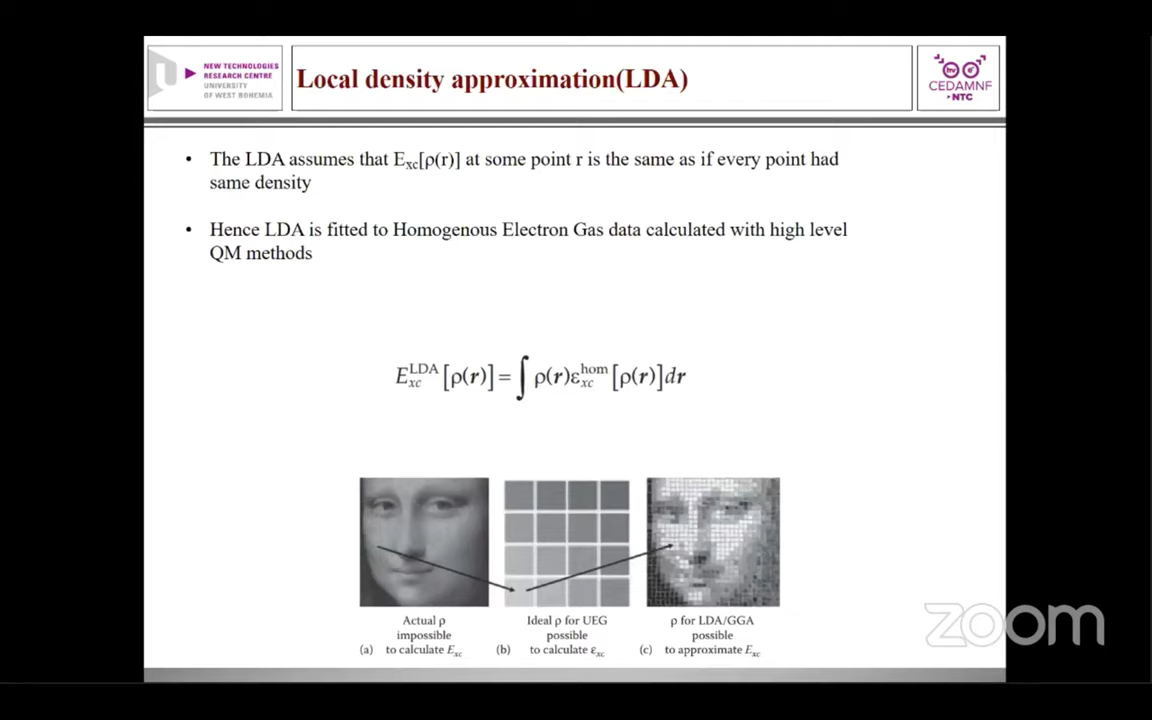 NEW TECHNOLOGIES
RESEARCH CENTRE
UNIVERSITY
OF WEST BOHEMIA
Local density approximation(LDA)
CEDAMNF
• NTC
• The LDA assumes that Exc[ρ(r)] at some point r is the same as if every point had
same density
• Hence LDA is fitted to Homogenous Electron Gas data calculated with high level
QM methods
E_xc^LDA [ρ(r)] = ∫ ρ(r)ε_xc^hom [ρ(r)]dr
Actual ρ
impossible
(a) to calculate Exc
Ideal ρ for UEG
possible
(b) to calculate εxc
ρ for LDA/GGA
possible
(c) to approximate Exc
zoom